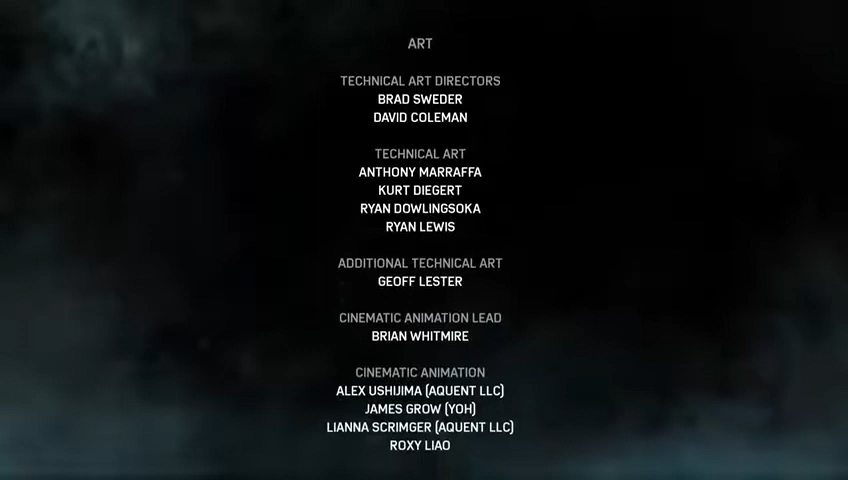 ART
TECHNICAL ART DIRECTORS
BRAD SWEDER
DAVID COLEMAN
TECHNICAL ART
ANTHONY MARRAFFA
KURT DIEGERT
RYAN DOWLINGSOKA
RYAN LEWIS
ADDITIONAL TECHNICAL ART
GEOFF LESTER
CINEMATIC ANIMATION LEAD
BRIAN WHITMIRE
CINEMATIC ANIMATION
ALEX USHIJIMA (AQUENT LLC)
JAMES GROW (YOH)
LIANNA SCRIMGER (AQUENT LLC)
ROXY LIAO